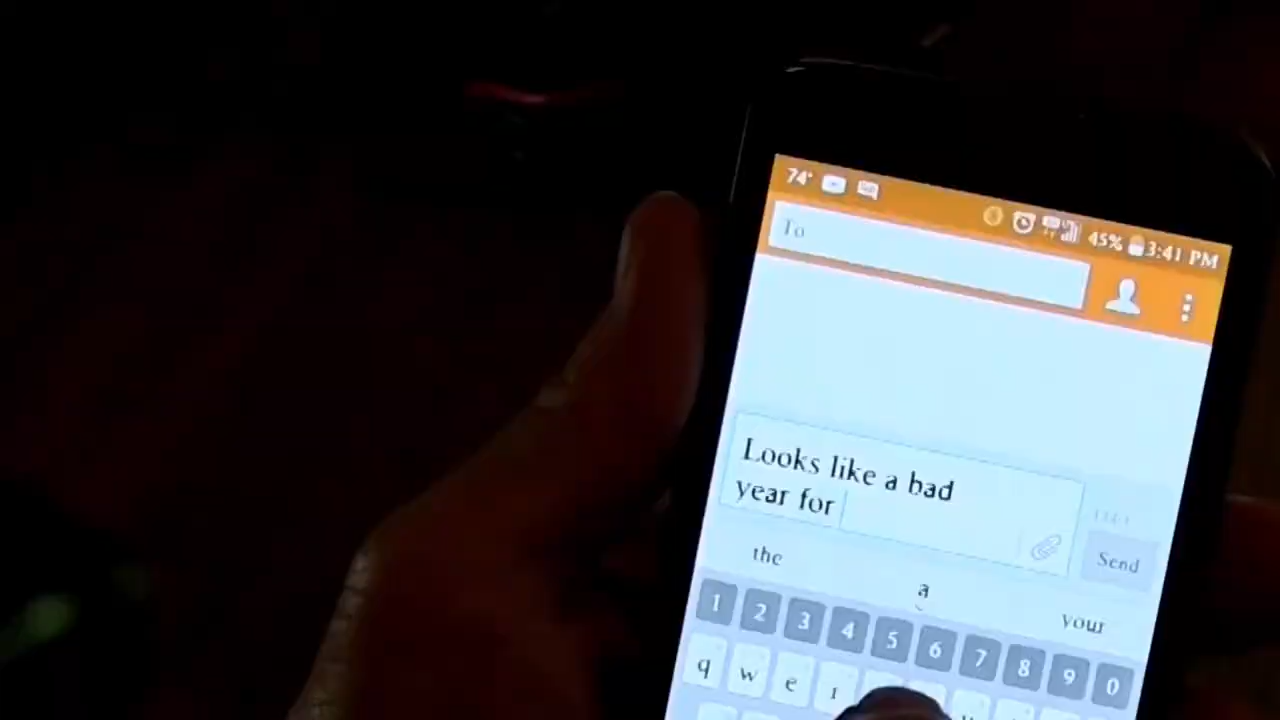 74°
45% 3:41 PM
To
Looks like a bad
year for
Send
the a your
1 2 3 4 5 6 7 8 9 0
q w e